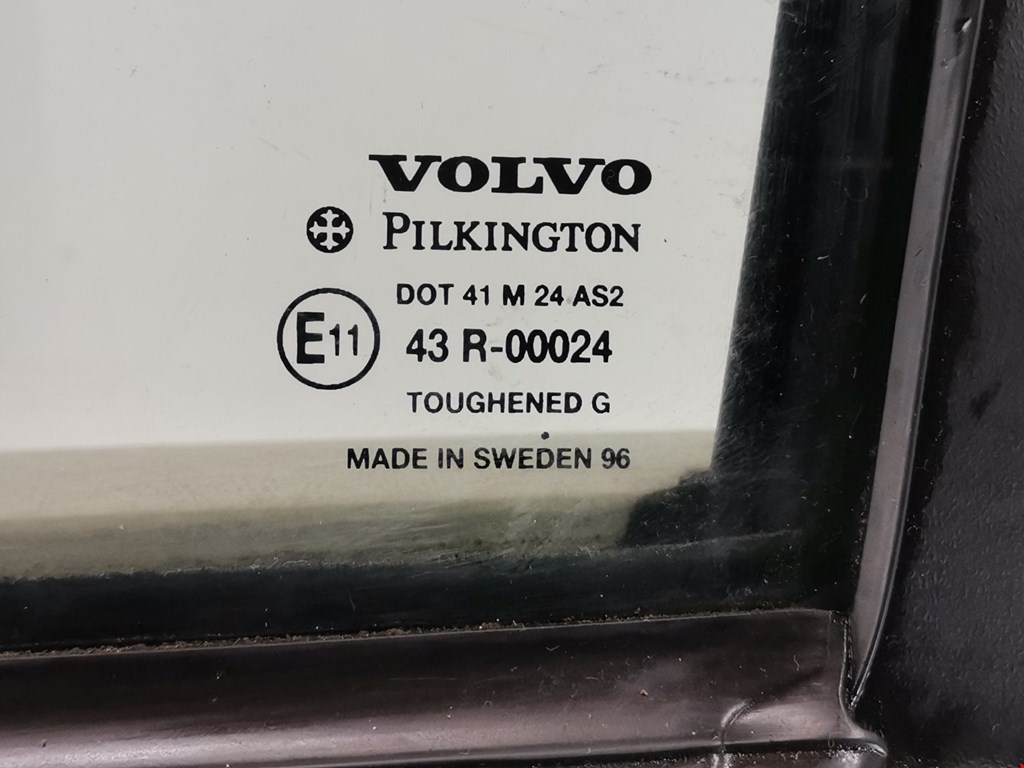 VOLVO
PILKINGTON
DOT 41 M 24 AS2
E11 43 R-00024
TOUGHENED G
MADE IN SWEDEN 96